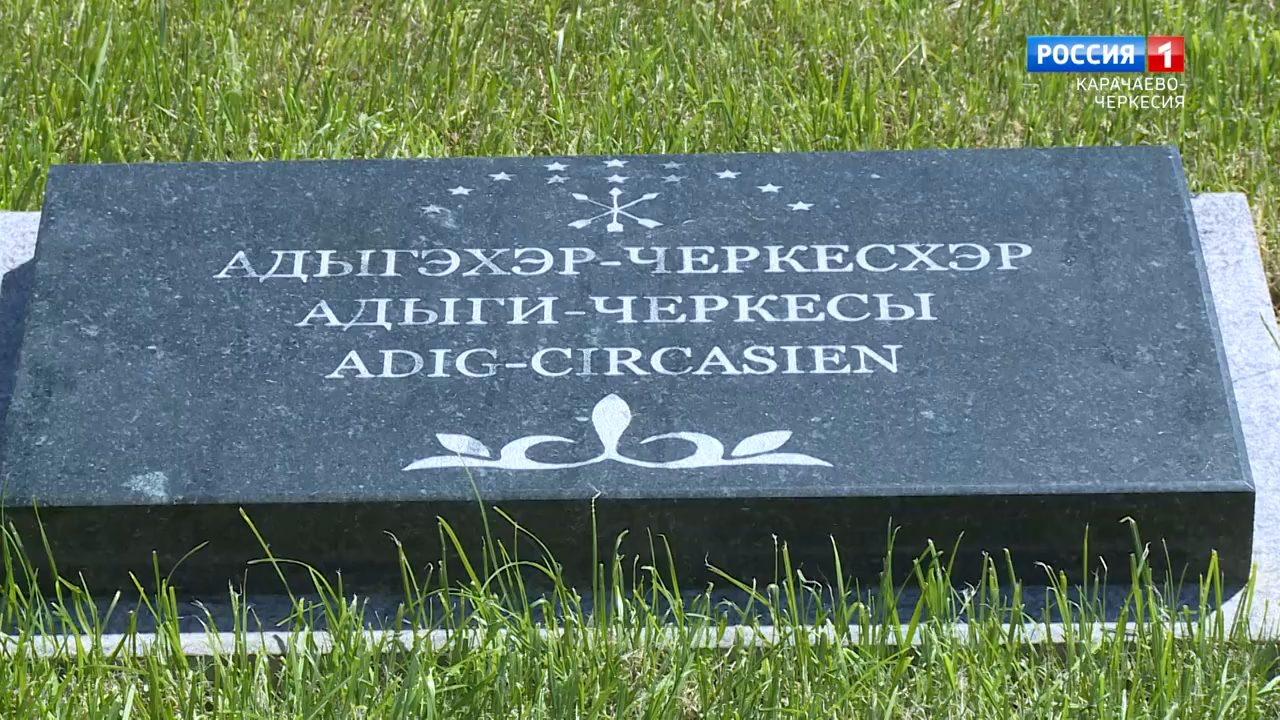 РОССИЯ 1
КАРАЧАЕВО-
ЧЕРКЕСИЯ
АДЫГЭХЭР-ЧЕРКЕСХЭР
АДЫГИ-ЧЕРКЕСЫ
ADIG-CIRCASIEN